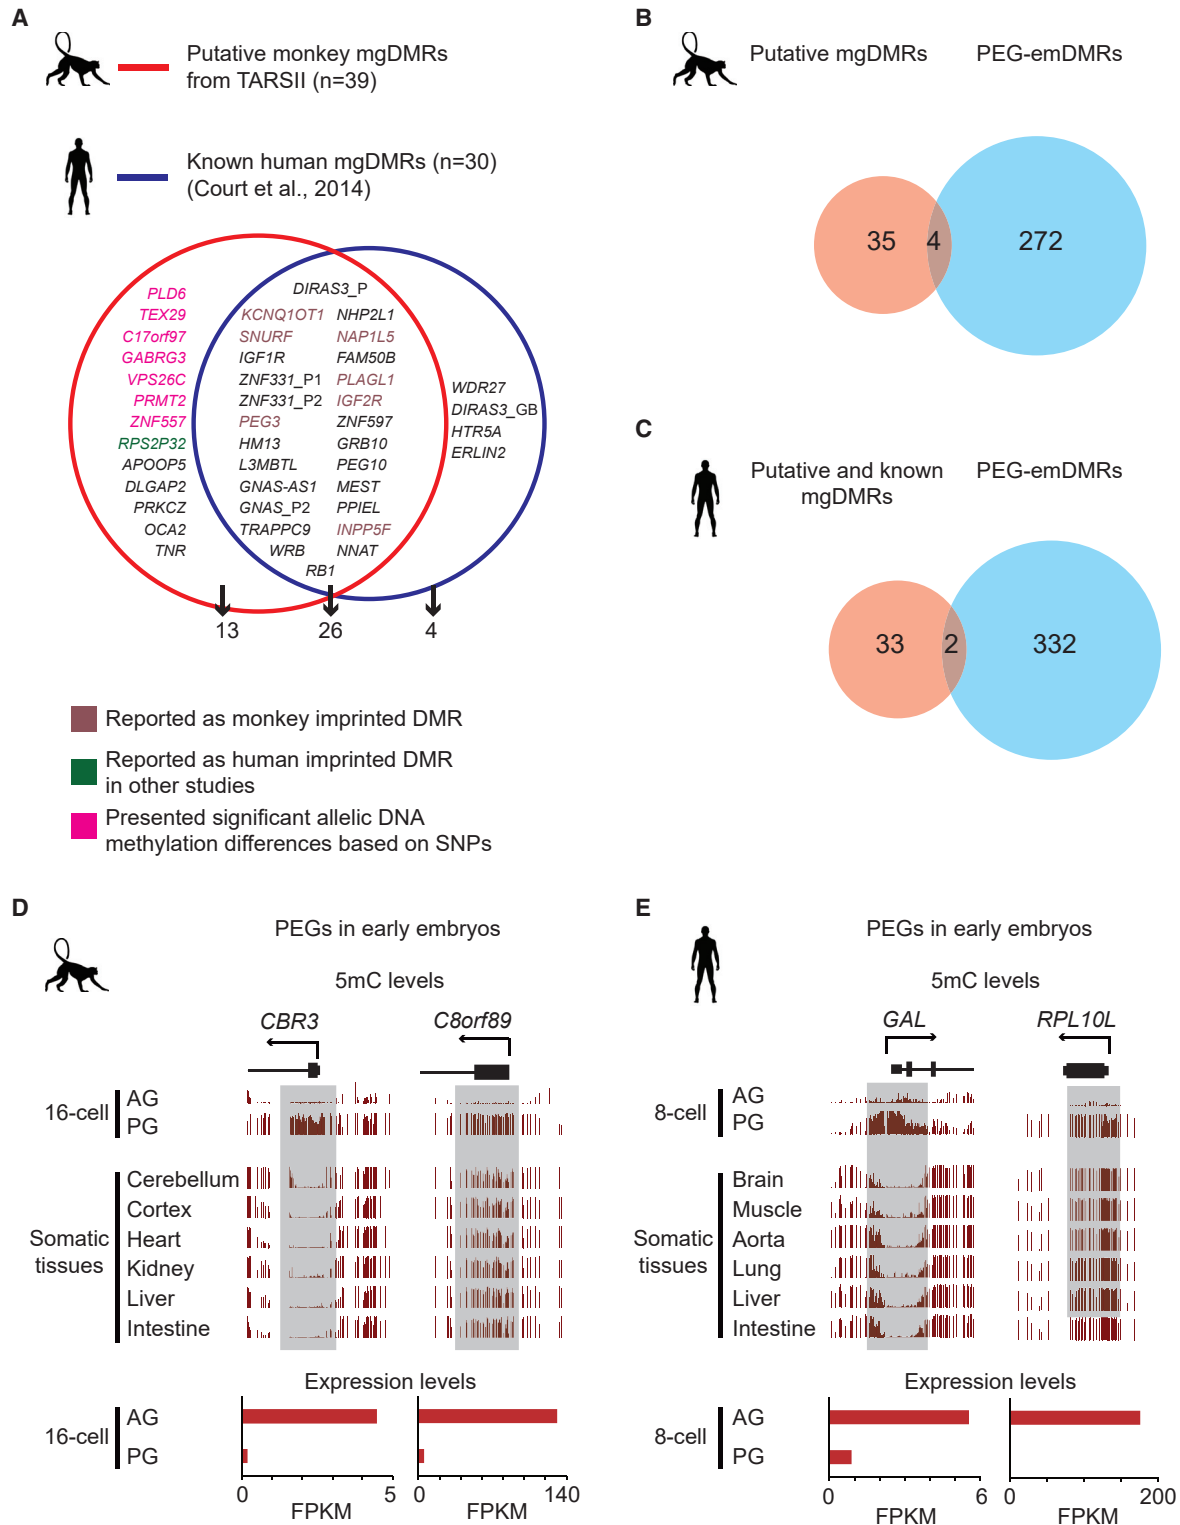 A
Putative monkey mgDMRs
from TARSII (n=39)
Known human mgDMRs (n=30)
(Court et al., 2014)
PLD6
TEX29
C17orf97
GABRG3
VPS26C
PRMT2
ZNF557
RPS2P32
APOOP5
DLGAP2
PRKCZ
OCA2
TNR
DIRAS3_P
KCNQ1OT1 NHP2L1
SNURF NAP1L5
IGF1R FAM50B
ZNF331_P1 PLAGL1
ZNF331_P2 IGF2R
PEG3 ZNF597
HM13 GRB10
L3MBTL PEG10
GNAS-AS1 MEST
GNAS_P2 PPIEL
TRAPPC9 INPP5F
WRB NNAT
RB1
WDR27
DIRAS3_GB
HTR5A
ERLIN2
13 26 4
Reported as monkey imprinted DMR
Reported as human imprinted DMR
in other studies
Presented significant allelic DNA
methylation differences based on SNPs
B
Putative mgDMRs PEG-emDMRs
35 4 272
C
Putative and known
mgDMRs
PEG-emDMRs
33 2 332
D
PEGs in early embryos
5mC levels
CBR3 C8orf89
16-cell
AG
PG
Somatic
tissues
Cerebellum
Cortex
Heart
Kidney
Liver
Intestine
Expression levels
16-cell
AG
PG
0 5 0 140
FPKM FPKM
E
PEGs in early embryos
5mC levels
GAL RPL10L
8-cell
AG
PG
Somatic
tissues
Brain
Muscle
Aorta
Lung
Liver
Intestine
Expression levels
8-cell
AG
PG
0 6 0 200
FPKM FPKM